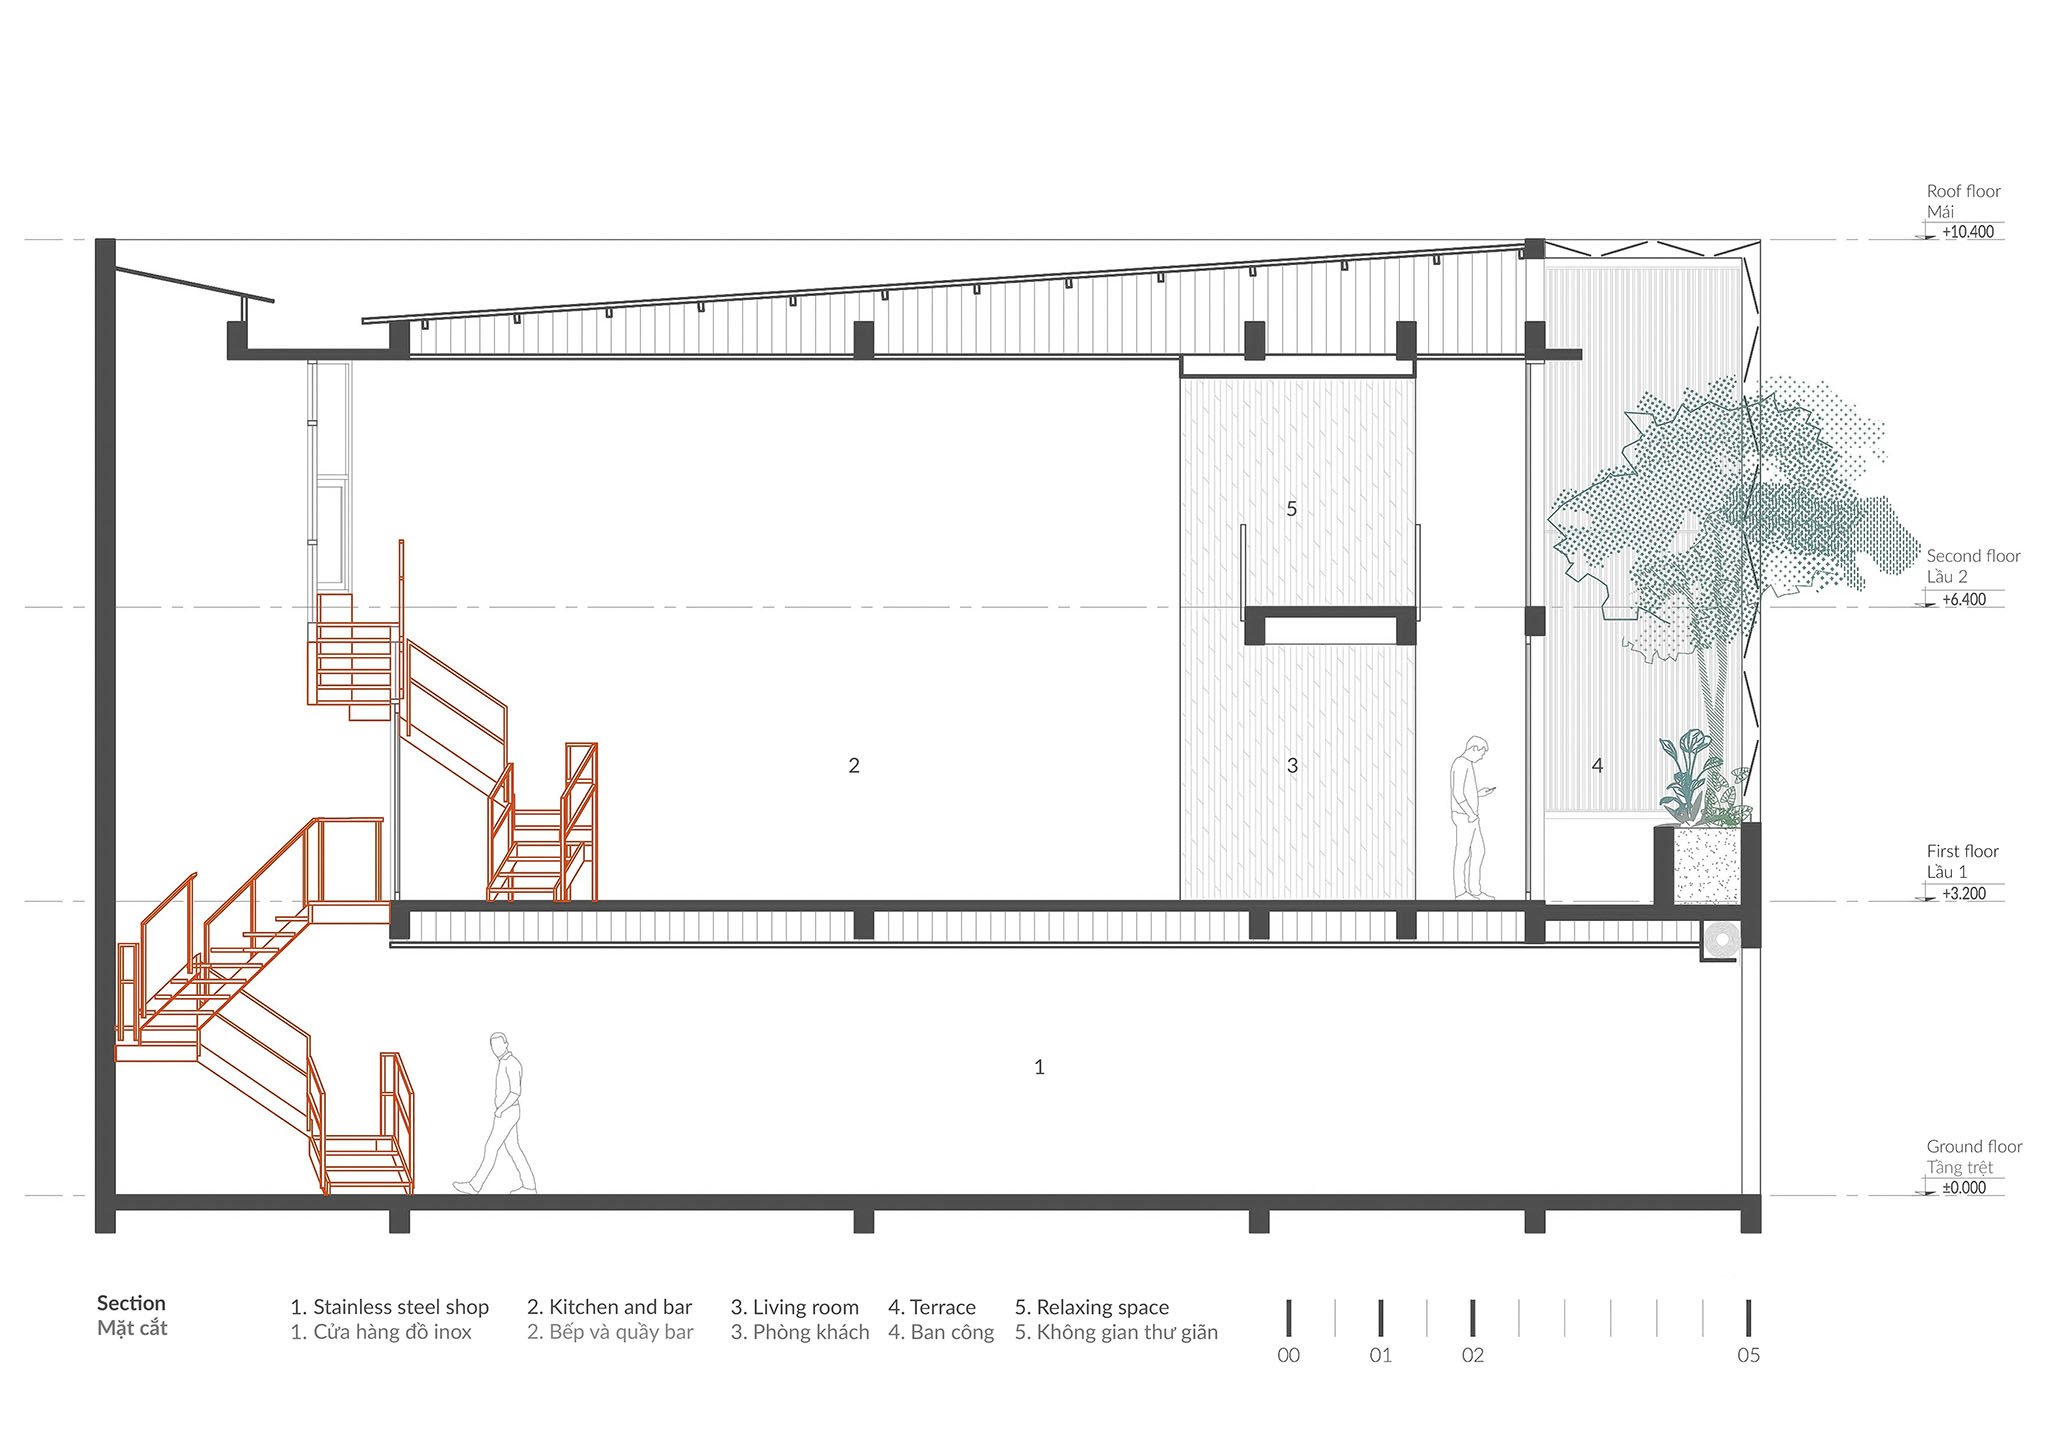 Roof floor
Mái
+10.400
5
Second floor
Lầu 2
+6.400
2
3
4
First floor
Lầu 1
+3.200
1
Ground floor
Tầng trệt
±0.000
Section
Mặt cắt
1. Stainless steel shop
1. Cửa hàng đồ inox
2. Kitchen and bar
2. Bếp và quầy bar
3. Living room
3. Phòng khách
4. Terrace
4. Ban công
5. Relaxing space
5. Không gian thư giãn
00 01 02 05